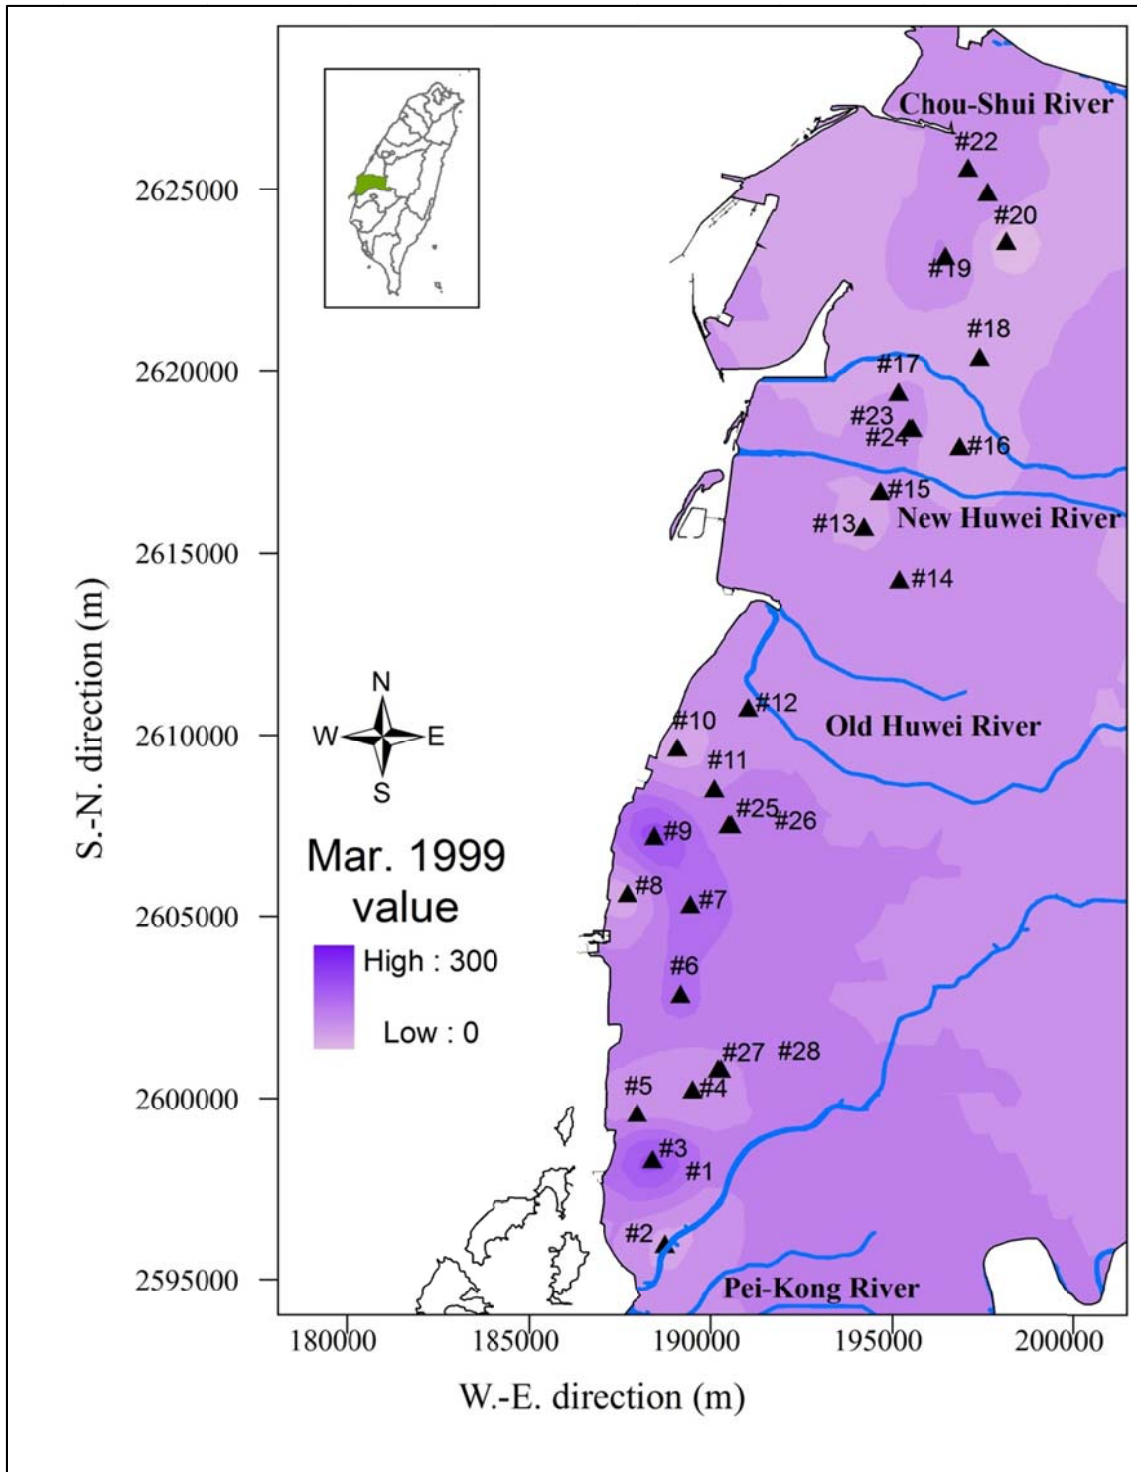 Chou-Shui River
#22
2625000
#20
#19
#18
2620000
#17
#23
#24
#16
#15
New Huwei River
#13
2615000
#14
#12
Old Huwei River
#10
2610000
#11
#25
#26
#9
#8
#7
2605000
#6
#27
#28
#5
#4
2600000
#3
#1
#2
2595000
Pei-Kong River
N
W
E
S
Mar. 1999
value
High : 300
Low : 0
S.-N. direction (m)
180000
185000
190000
195000
200000
W.-E. direction (m)